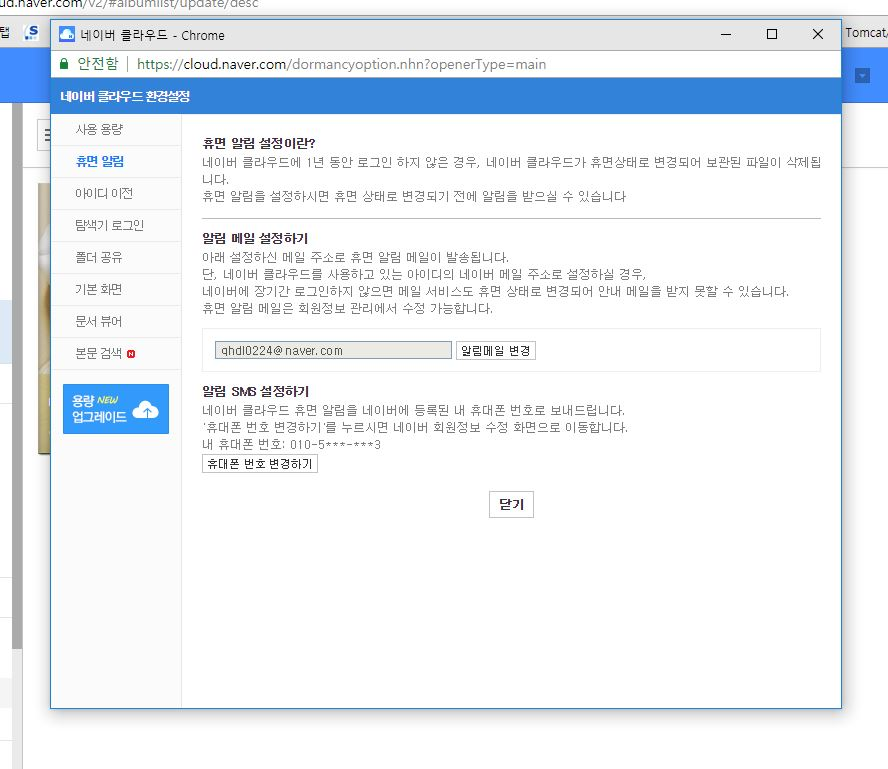 ud.naver.com/v2/#albumlist/update/desc
탭
S
Tomcat/
네이버 클라우드 - Chrome
안전함 | https://cloud.naver.com/dormancyoption.nhn?openerType=main
네이버 클라우드 환경설정
사용 용량
휴면 알림
아이디 이전
탐색기 로그인
폴더 공유
기본 화면
문서 뷰어
본문 검색 N
용량 NEW
업그레이드
휴면 알림 설정이란?
네이버 클라우드에 1년 동안 로그인 하지 않은 경우, 네이버 클라우드가 휴면상태로 변경되어 보관된 파일이 삭제됩
니다.
휴면 알림을 설정하시면 휴면 상태로 변경되기 전에 알림을 받으실 수 있습니다
알림 메일 설정하기
아래 설정하신 메일 주소로 휴면 알림 메일이 발송됩니다.
단, 네이버 클라우드를 사용하고 있는 아이디의 네이버 메일 주소로 설정하실 경우,
네이버에 장기간 로그인하지 않으면 메일 서비스도 휴면 상태로 변경되어 안내 메일을 받지 못할 수 있습니다.
휴면 알림 메일은 회원정보 관리에서 수정 가능합니다.
qhdl0224@naver.com 알림메일 변경
알림 SMS 설정하기
네이버 클라우드 휴면 알림을 네이버에 등록된 내 휴대폰 번호로 보내드립니다.
'휴대폰 번호 변경하기'를 누르시면 네이버 회원정보 수정 화면으로 이동합니다.
내 휴대폰 번호: 010-5***-***3
휴대폰 번호 변경하기
닫기